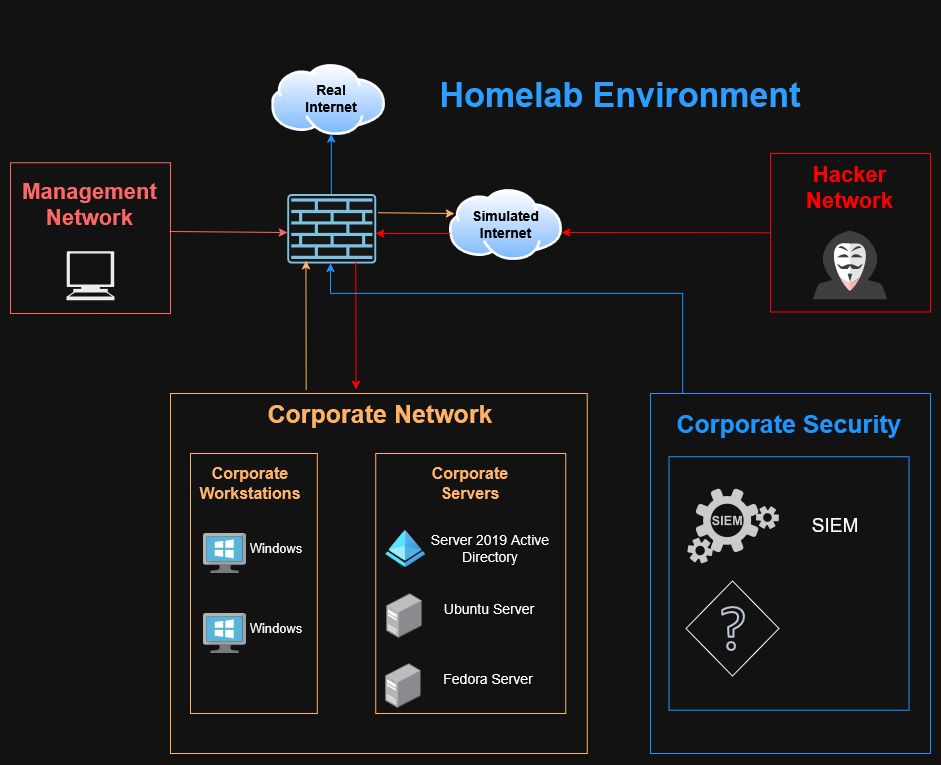 Real
Internet
Homelab Environment
Management
Network
Simulated
Internet
Hacker
Network
Corporate Network
Corporate
Workstations
Windows
Windows
Corporate
Servers
Server 2019 Active
Directory
Ubuntu Server
Fedora Server
Corporate Security
SIEM
SIEM
?